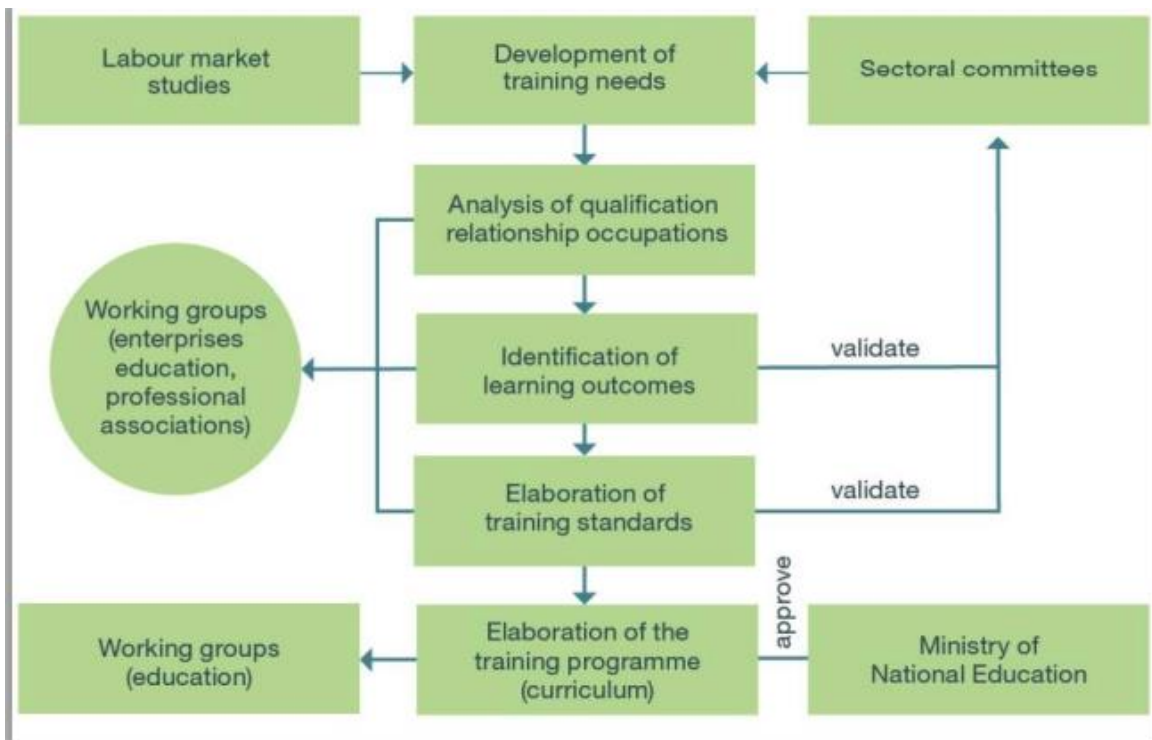 Labour market
studies
Development of
training needs
Sectoral committees
Analysis of qualification
relationship occupations
Working groups
(enterprises
education,
professional
associations)
Identification of
learning outcomes
validate
Elaboration of
training standards
validate
approve
Working groups
(education)
Elaboration of the
training programme
(curriculum)
Ministry of
National Education